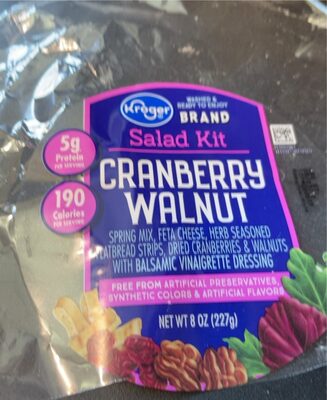 Kroger
WASHED &
READY TO ENJOY
BRAND
Salad Kit
5g
Protein
PER SERVING
190
Calories
PER SERVING
CRANBERRY
WALNUT
SPRING MIX, FETA CHEESE, HERB SEASONED
FLATBREAD STRIPS, DRIED CRANBERRIES & WALNUTS
WITH BALSAMIC VINAIGRETTE DRESSING
FREE FROM ARTIFICIAL PRESERVATIVES,
SYNTHETIC COLORS & ARTIFICIAL FLAVORS
NET WT 8 OZ (227g)